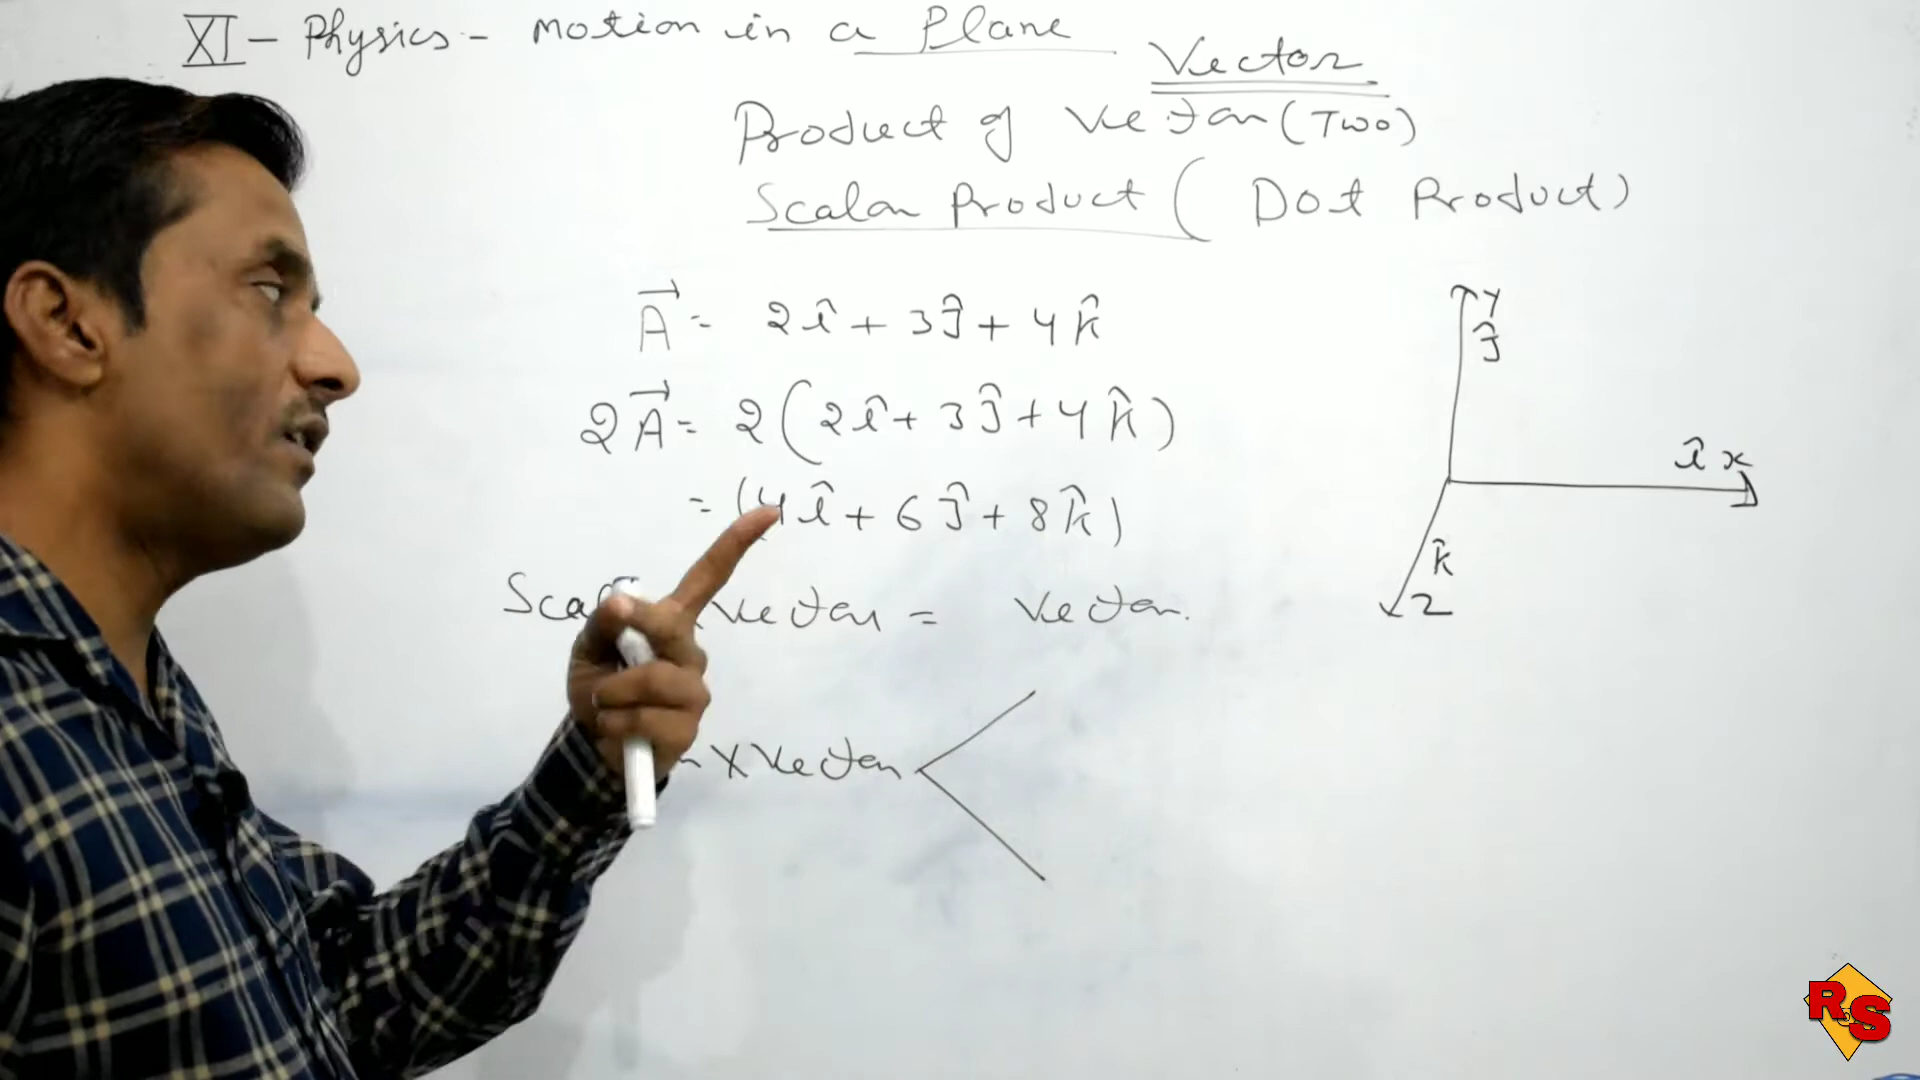 XI - Physics - Motion in a Plane
Vector
Product of Vector (Two)
Scalar Product ( Dot Product)
A⃗ = 2î + 3ĵ + 4k̂
2A⃗ = 2(2î + 3ĵ + 4k̂)
= (4î + 6ĵ + 8k̂)
Vector = Vector.
X Vector
y
ĵ
î x
k̂
z
R&S